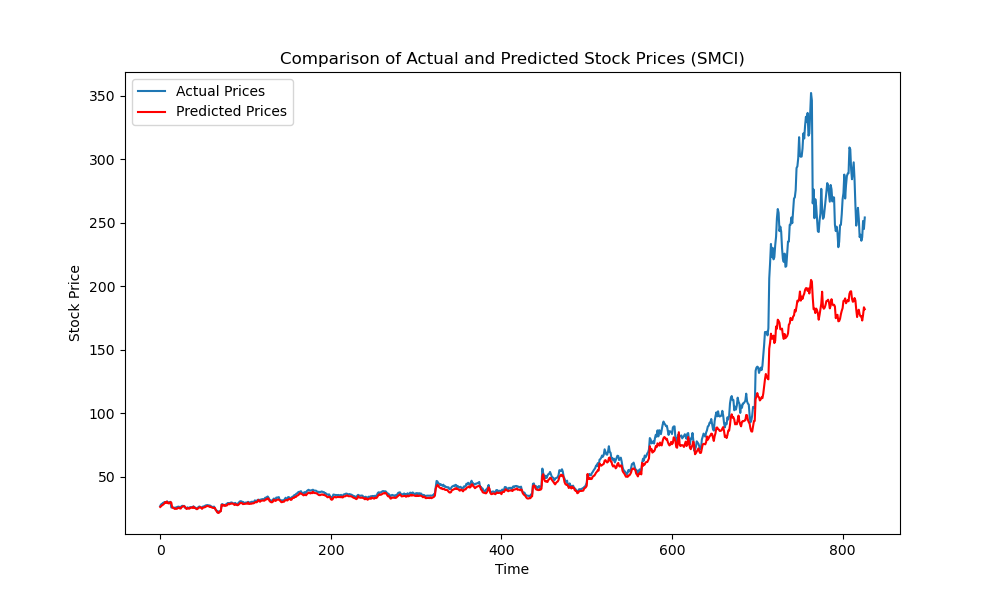 Comparison of Actual and Predicted Stock Prices (SMCI)
Actual Prices
Predicted Prices
350
300
250
200
150
100
50
Stock Price
0 200 400 600 800
Time